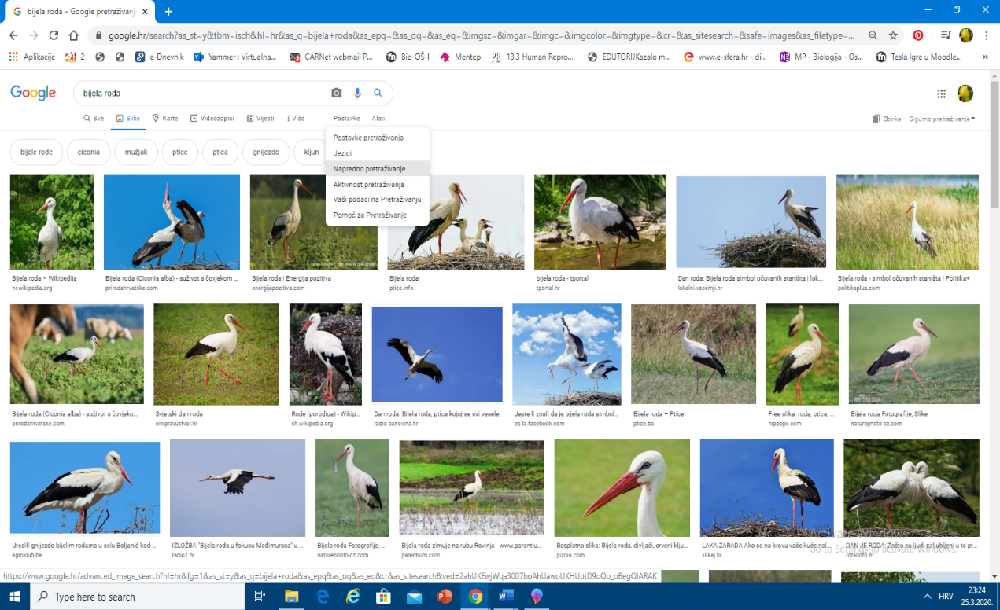 bijela roda – Google pretraživanj
google.hr/search?as_st=y&tbm=isch&hl=hr&as_q=bijela+roda&as_epq=&as_oq=&as_eq=&imgsz=&imgar=&imgc=&imgcolor=&imgtype=&cr=&as_sitesearch=&safe=images&as_filetype=...
Aplikacije 2 e-Dnevnik Yammer : Virtualna... CARNet webmail P... Bio-OŠ-I Mentep 13.3 Human Repro... EDUTORIJKazalo m... www.e-sfera.hr - di... MP - Biologija - Os... Tesla Igre u Moodle... »
Google bijela roda
Sve Slike Karte Videozapisi Vijesti Više Postavke Alati Zbirke Sigurno pretraživanje
Postavke pretraživanja
Jezici
Napredno pretraživanje
Aktivnost pretraživanja
Vaši podaci na Pretraživanju
Pomoć za Pretraživanje
bijele rode ciconia mužjak ptice ptica gnijezdo kljun
Bijela roda – Wikipedija Bijela roda (Ciconia alba) - suživot s čovjekom ... Bijela roda | Energija pozitiva Bijela roda bijela roda - tportal Dan roda: Bijela roda simbol očuvanih staništa | lok... Bijela roda - simbol očuvanih staništa | Politika+
hr.wikipedia.org prirodahrvatske.com energijapozitiva.com ptice.info tportal.hr lokalni.vecernji.hr politikaplus.com
Bijela roda (Ciconia alba) - suživot s čovjeko... Svjetski dan roda Rode (porodica) - Wikip... Dan roda: Bijela roda, ptica kojoj se svi vesele Jeste li znali da je bijela roda simbol... Bijela roda – Ptice Free slika: roda, ptica, ... Bijela roda Fotografije, Slike
prirodahrvatske.com cinipravustvar.hr sh.wikipedia.org radio-banovina.hr es-la.facebook.com ptice.ba hippopx.com naturephoto-cz.com
Uredili gnijezdo bijelim rodama u selu Boljanić kod ... IZLOŽBA "Bijela roda u fokusu Međimuraca" u ... Bijela roda Fotografije, ... Bijela roda zimuje na rubu Rovinja - www.parentiu... Besplatna slika: Bijela roda, divljači, crveni klju... LAKA ZARADA Ako se na krovu vaše kuće nal... DAN JE RODA: Zašto su ljudi zaljubljeni u te pt...
agroklub.ba radio1.hr naturephoto-cz.com parentium.com pixnio.com klikaj.hr totalinfo.hr
Activate Windows
Go to Settings to activate Windows.
https://www.google.hr/advanced_image_search?hl=hr&fg=1&as_st=y&as_q=bijela+roda&as_epq&as_oq&as_eq&cr&as_sitesearch&ved=2ahUKEwjWqa3007boAhUawoUKHUotD9oQo_oBegQIARAK
Type here to search HRV 23:24
25.3.2020.